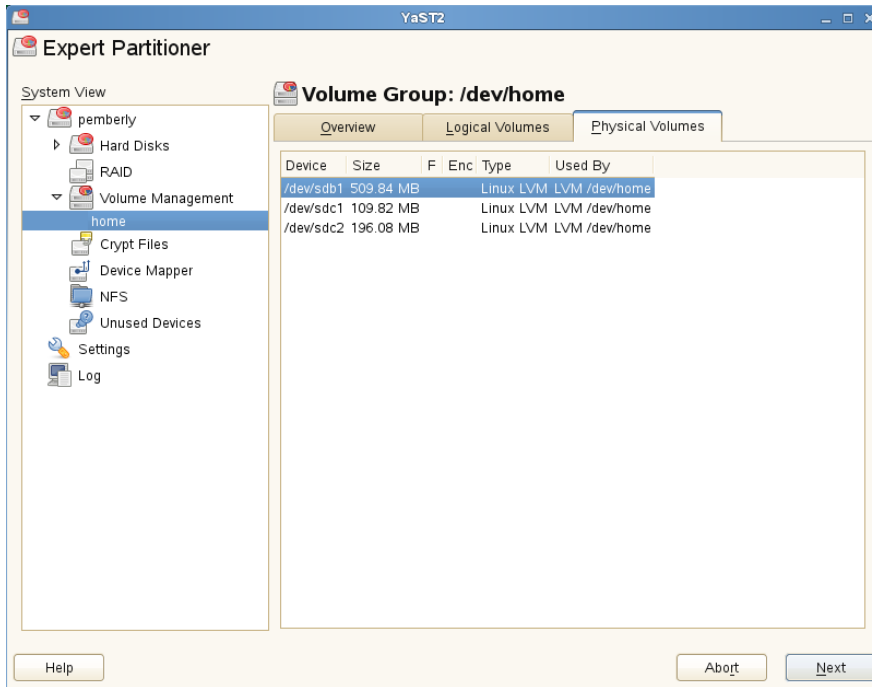 YaST2
Expert Partitioner
System View
pemberly
Hard Disks
RAID
Volume Management
home
Crypt Files
Device Mapper
NFS
Unused Devices
Settings
Log
Volume Group: /dev/home
Overview Logical Volumes Physical Volumes
Device Size F Enc Type Used By
/dev/sdb1 509.84 MB Linux LVM LVM /dev/home
/dev/sdc1 109.82 MB Linux LVM LVM /dev/home
/dev/sdc2 196.08 MB Linux LVM LVM /dev/home
Help Abort Next